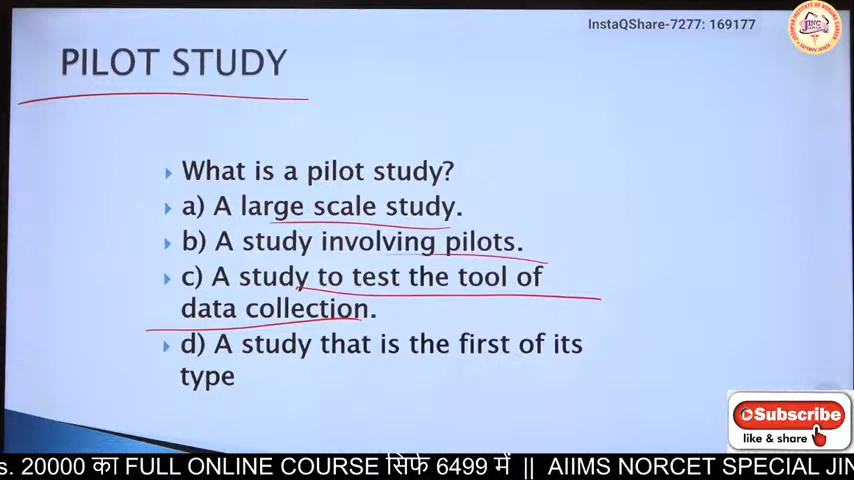 InstaQShare-7277: 169177
PILOT STUDY
What is a pilot study?
a) A large scale study.
b) A study involving pilots.
c) A study to test the tool of
data collection.
d) A study that is the first of its
type
Subscribe
like & share
s. 20000 का FULL ONLINE COURSE सिर्फ 6499 में || AIIMS NORCET SPECIAL JIN